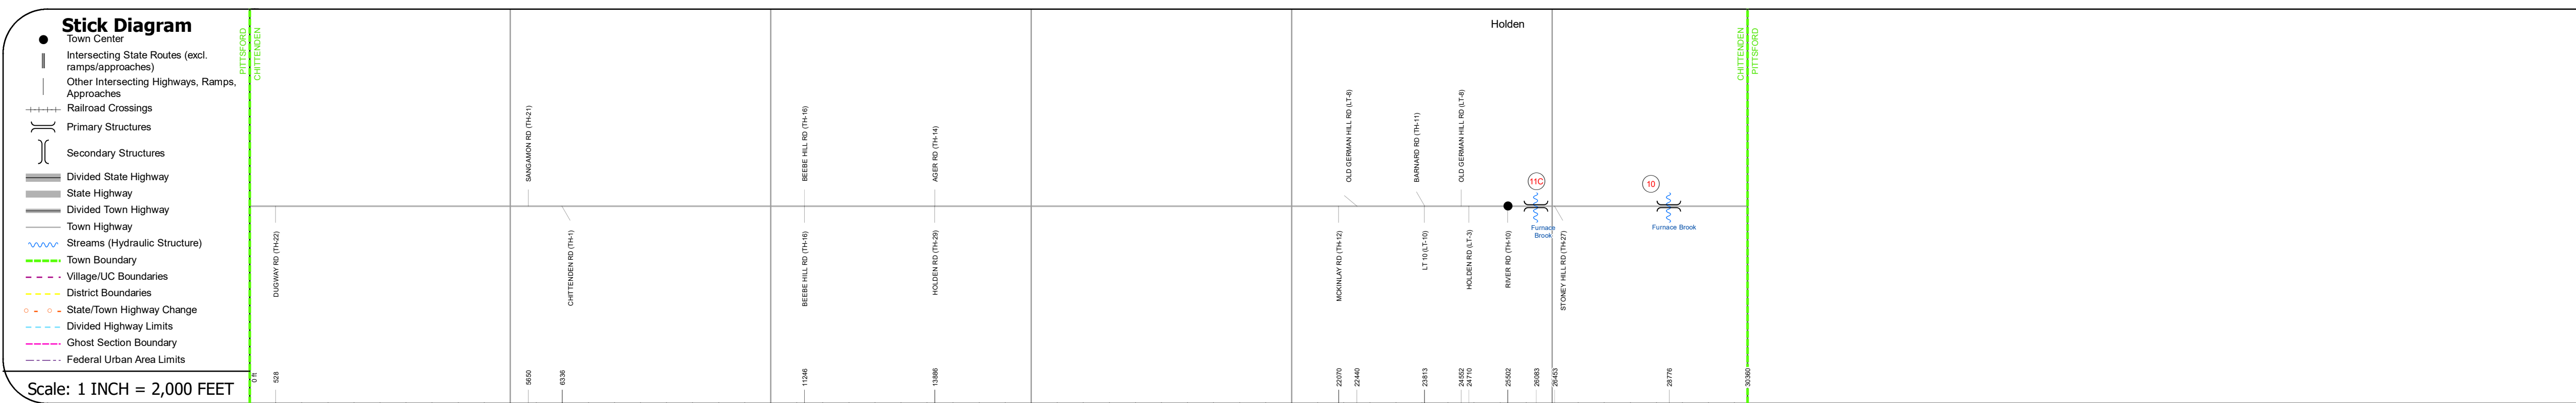 Stick Diagram
Town Center
Intersecting State Routes (excl.
ramps/approaches)
Other Intersecting Highways, Ramps,
Approaches
Railroad Crossings
Primary Structures
Secondary Structures
Divided State Highway
State Highway
Divided Town Highway
Town Highway
Streams (Hydraulic Structure)
Town Boundary
Village/UC Boundaries
District Boundaries
State/Town Highway Change
Divided Highway Limits
Ghost Section Boundary
Federal Urban Area Limits
Scale: 1 INCH = 2,000 FEET
PITTSFORD
CHITTENDEN
Holden
CHITTENDEN
PITTSFORD
SANGAMON RD (TH-21)
BEEBE HILL RD (TH-16)
AGER RD (TH-14)
OLD GERMAN HILL RD (LT-8)
BARNARD RD (TH-11)
OLD GERMAN HILL RD (LT-8)
11C
10
DUGWAY RD (TH-22)
CHITTENDEN RD (TH-1)
BEEBE HILL RD (TH-16)
HOLDEN RD (TH-29)
MCKINLAY RD (TH-12)
LT 10 (LT-10)
HOLDEN RD (LT-3)
RIVER RD (TH-10)
Furnace
Brook
STONEY HILL RD (TH-27)
Furnace Brook
0 ft
528
5650
6336
11246
13886
22070
22440
23813
24552
24710
25502
26083
26453
28776
30360